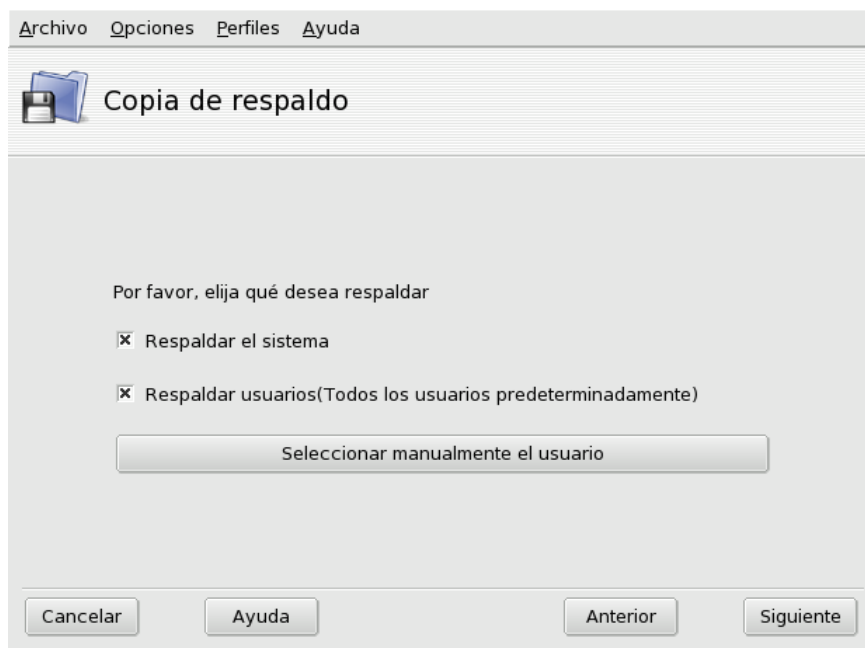 Archivo Opciones Perfiles Ayuda
Copia de respaldo
Por favor, elija qué desea respaldar
Respaldar el sistema
Respaldar usuarios(Todos los usuarios predeterminadamente)
Seleccionar manualmente el usuario
Cancelar Ayuda Anterior Siguiente